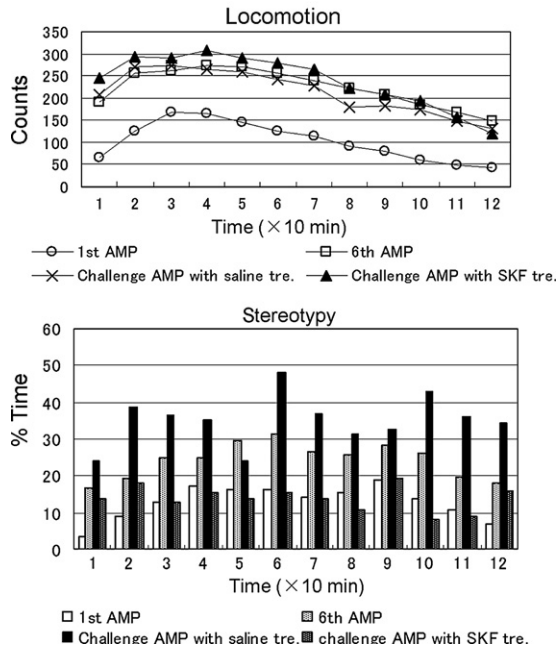 Locomotion
350
300
250
200
150
100
50
0
Counts
1 2 3 4 5 6 7 8 9 10 11 12
Time (×10 min)
1st AMP 6th AMP
Challenge AMP with saline tre. Challenge AMP with SKF tre.
Stereotypy
60
50
40
30
20
10
0
% Time
1 2 3 4 5 6 7 8 9 10 11 12
Time (×10 min)
1st AMP 6th AMP
Challenge AMP with saline tre. challenge AMP with SKF tre.